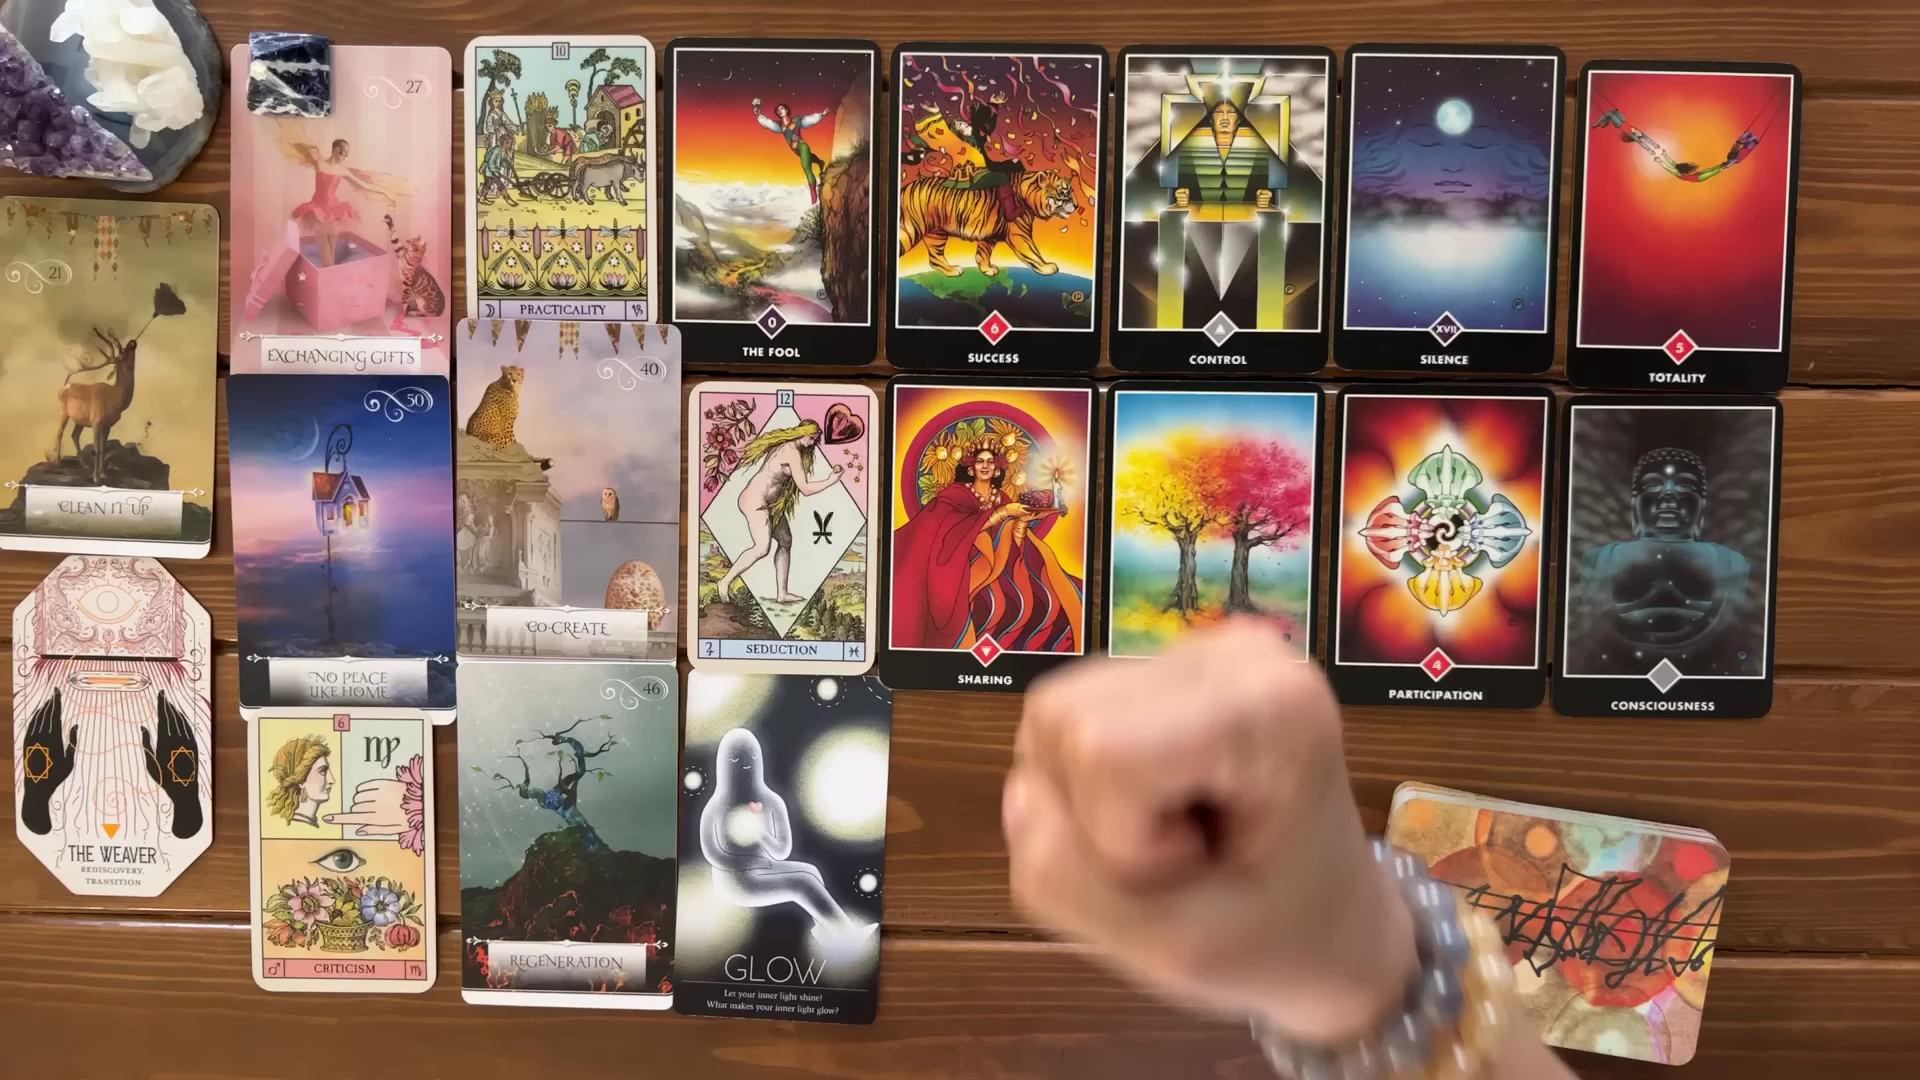 27
EXCHANGING GIFTS
10
PRACTICALITY
0
THE FOOL
6
SUCCESS
CONTROL
XVII
SILENCE
5
TOTALITY
21
CLEAN IT UP
50
NO PLACE
LIKE HOME
40
CO-CREATE
12
SEDUCTION
SHARING
4
PARTICIPATION
CONSCIOUSNESS
THE WEAVER
REDISCOVERY,
TRANSITION
6
CRITICISM
46
REGENERATION
GLOW
Let your inner light shine!
What makes your inner light glow?